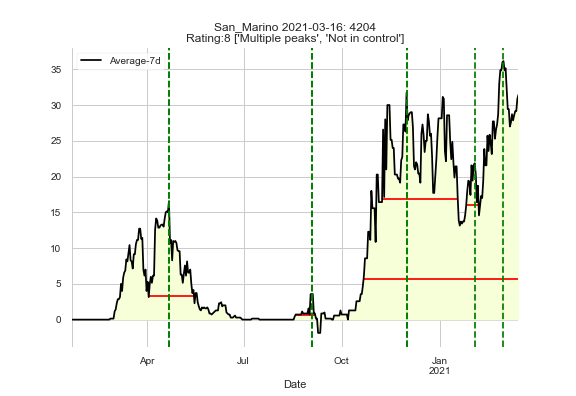 San_Marino 2021-03-16: 4204
Rating:8 ['Multiple peaks', 'Not in control']
Average-7d
35
30
25
20
15
10
5
0
Apr
Jul
Oct
Jan
2021
Date